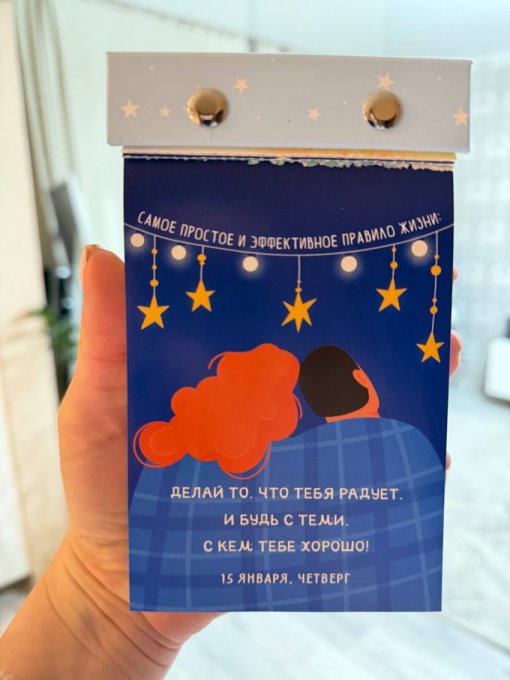 САМОЕ ПРОСТОЕ И ЭФФЕКТИВНОЕ ПРАВИЛО ЖИЗНИ:
ДЕЛАЙ ТО, ЧТО ТЕБЯ РАДУЕТ,
И БУДЬ С ТЕМИ,
С КЕМ ТЕБЕ ХОРОШО!
15 ЯНВАРЯ, ЧЕТВЕРГ